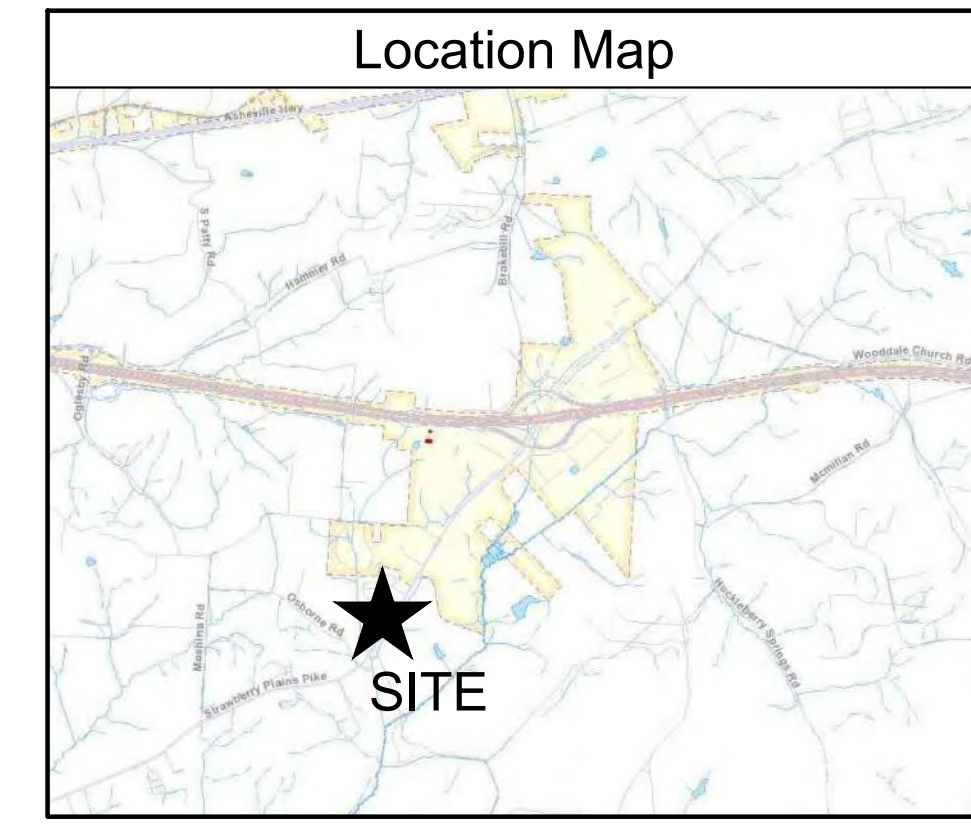 Location Map
Asheville Hwy
S Patti Rd
Brakebill Rd
Hammer Rd
Wooddale Church Rd
Oglesby Rd
Mcmillan Rd
Osborne Rd
Moshina Rd
Huckleberry Springs Rd
Strawberry Plains Pike
SITE